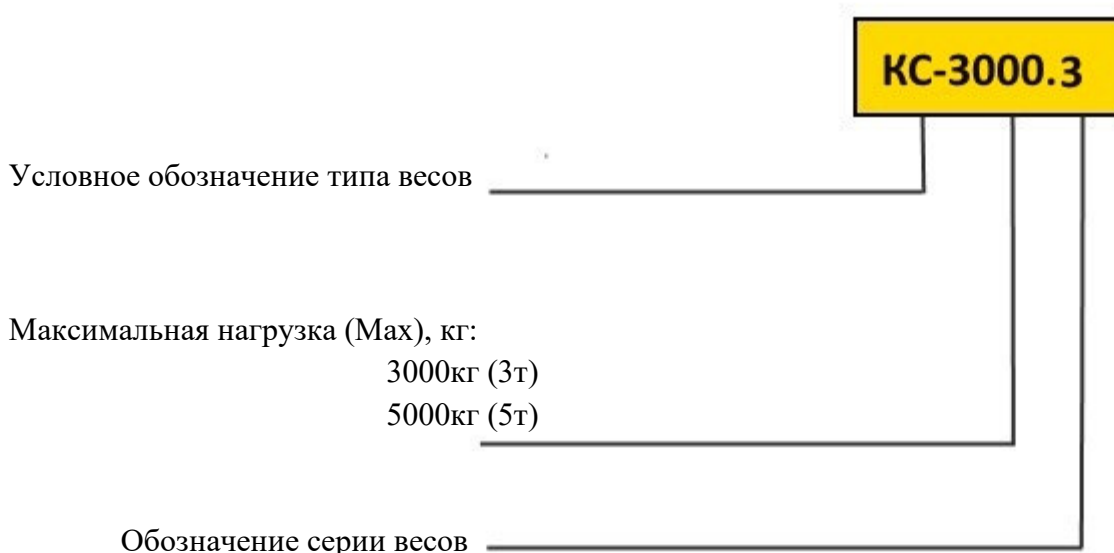 КС-3000.3
Условное обозначение типа весов
Максимальная нагрузка (Max), кг:
3000кг (3т)
5000кг (5т)
Обозначение серии весов